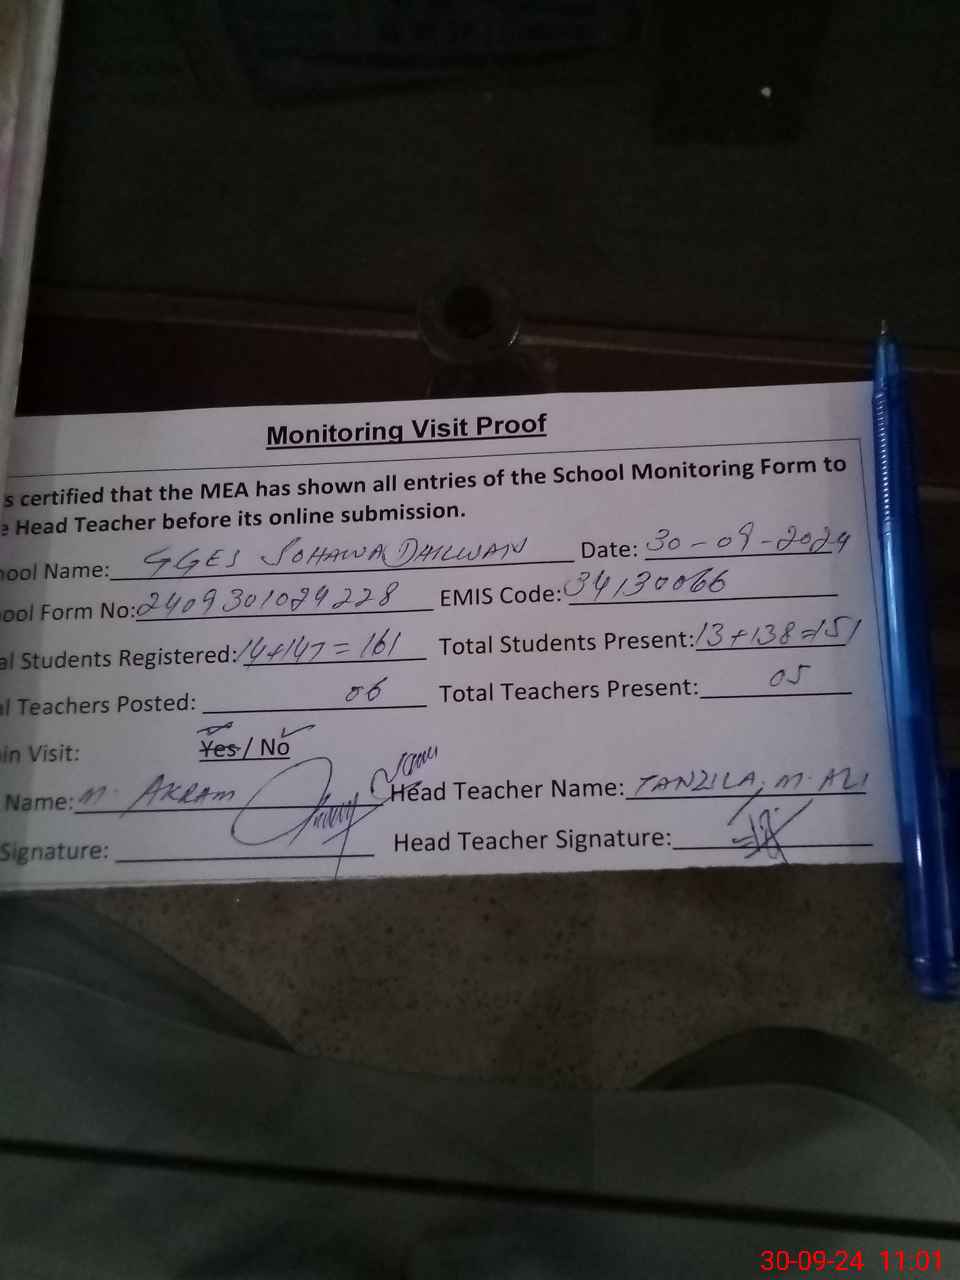 Monitoring Visit Proof
s certified that the MEA has shown all entries of the School Monitoring Form to
e Head Teacher before its online submission.
ool Name: GGES SOHAWA DHILWAN Date: 30-09-2024
ool Form No: 2409301024228 EMIS Code: 34130066
al Students Registered: 14+147=161 Total Students Present: 13+138=151
l Teachers Posted: 06 Total Teachers Present: 05
in Visit: Yes / No
Name: M. AKRAM Head Teacher Name: TANZILA, M. ALI
Signature: Head Teacher Signature:
30-09-24 11:01